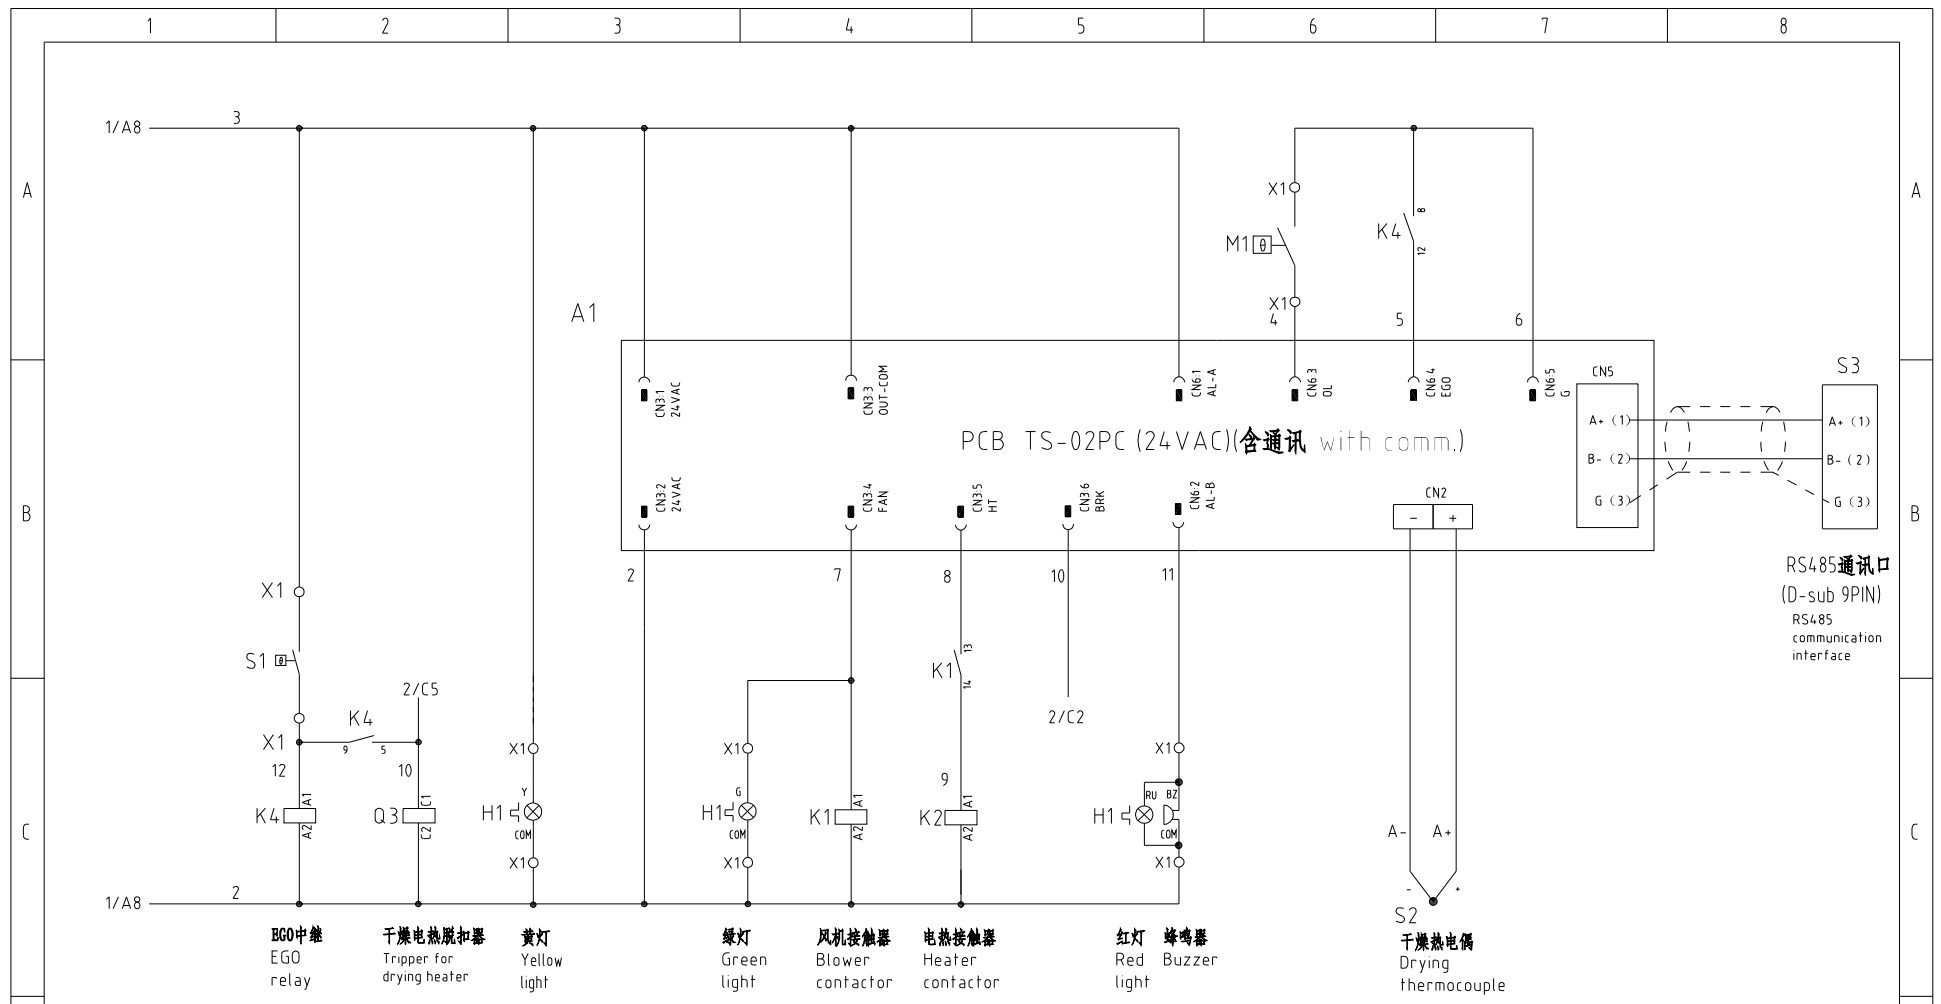 1 2 3 4 5 6 7 8
1/A8 3
A A
X1
M1 θ
K4 8 12
X1
A1
4 5 6
CN3:1 24VAC
CN3:3 OUT-COM
CN6:1 AL-A
CN6:3 OL
CN6:4 EGO
CN6:5 G
CN5
S3
A+ (1) A+ (1)
PCB TS-02PC (24VAC)(含通讯 with comm.)
B- (2) B- (2)
G (3) G (3)
CN3:2 24VAC
CN3:4 FAN
CN3:5 HT
CN3:6 BRK
CN6:2 AL-B
CN2
- +
B B
2 7 8 10 11
RS485通讯口
(D-sub 9PIN)
RS485
communication
interface
X1
S1 θ
K1 13 14
2/C5
2/C2
K4
X1 9 5
X1 X1 X1
12 10 9
Y G RU BZ
K4 A1 A2
Q3 C1 C2
H1 COM
H1 COM
K1 A1 A2
K2 A1 A2
H1 COM
A- A+
C C
X1 X1 X1
- +
1/A8 2
S2
EGO中继
EGO
relay
干燥电热脱扣器
Tripper for
drying heater
黄灯
Yellow
light
绿灯
Green
light
风机接触器
Blower
contactor
电热接触器
Heater
contactor
红灯
Red
light
蜂鸣器
Buzzer
干燥热电偶
Drying
thermocouple